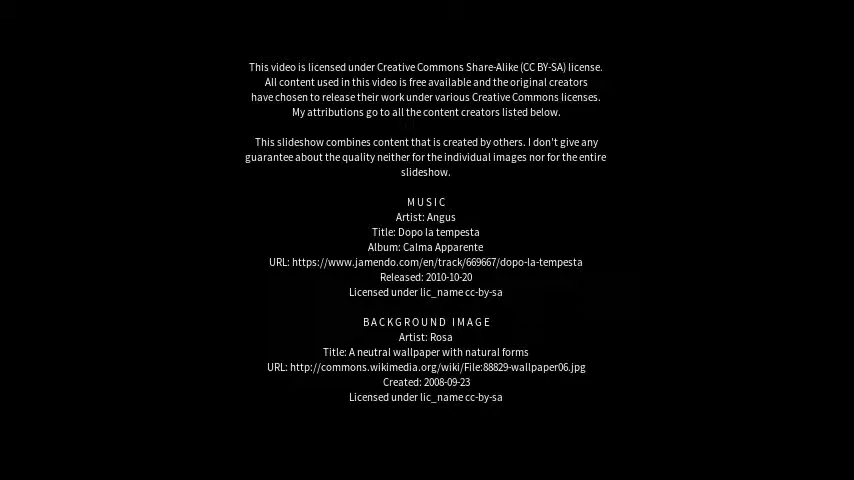 This video is licensed under Creative Commons Share-Alike (CC BY-SA) license.
All content used in this video is free available and the original creators
have chosen to release their work under various Creative Commons licenses.
My attributions go to all the content creators listed below.
This slideshow combines content that is created by others. I don't give any
guarantee about the quality neither for the individual images nor for the entire
slideshow.
MUSIC
Artist: Angus
Title: Dopo la tempesta
Album: Calma Apparente
URL: https://www.jamendo.com/en/track/669667/dopo-la-tempesta
Released: 2010-10-20
Licensed under lic_name cc-by-sa
BACKGROUND IMAGE
Artist: Rosa
Title: A neutral wallpaper with natural forms
URL: http://commons.wikimedia.org/wiki/File:88829-wallpaper06.jpg
Created: 2008-09-23
Licensed under lic_name cc-by-sa